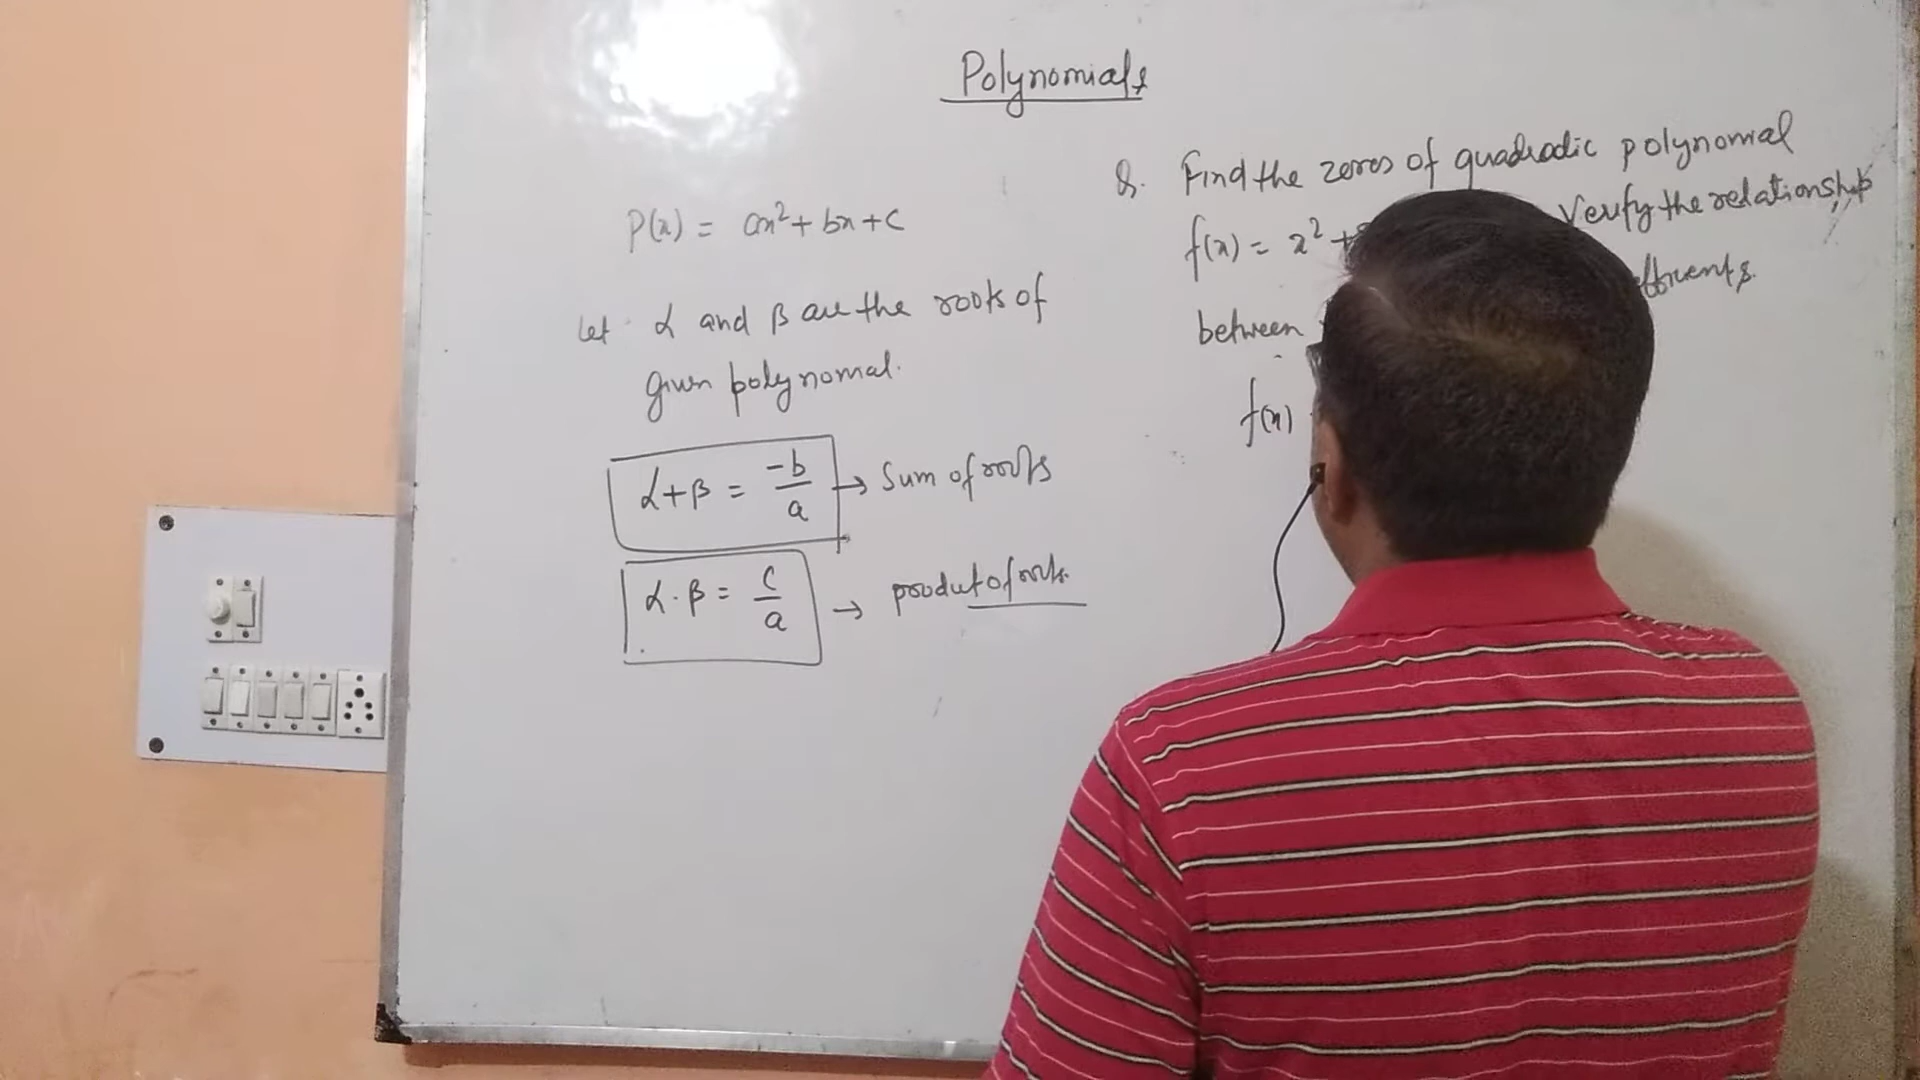 Polynomials
P(x) = ax² + bx + c
Let α and β are the roots of
given polynomial.
α + β = -b/a → Sum of roots
α · β = c/a → product of roots.
Q. Find the zeros of quadradic polynomial
f(x) = x² + Verify the relationship
between
f(x)